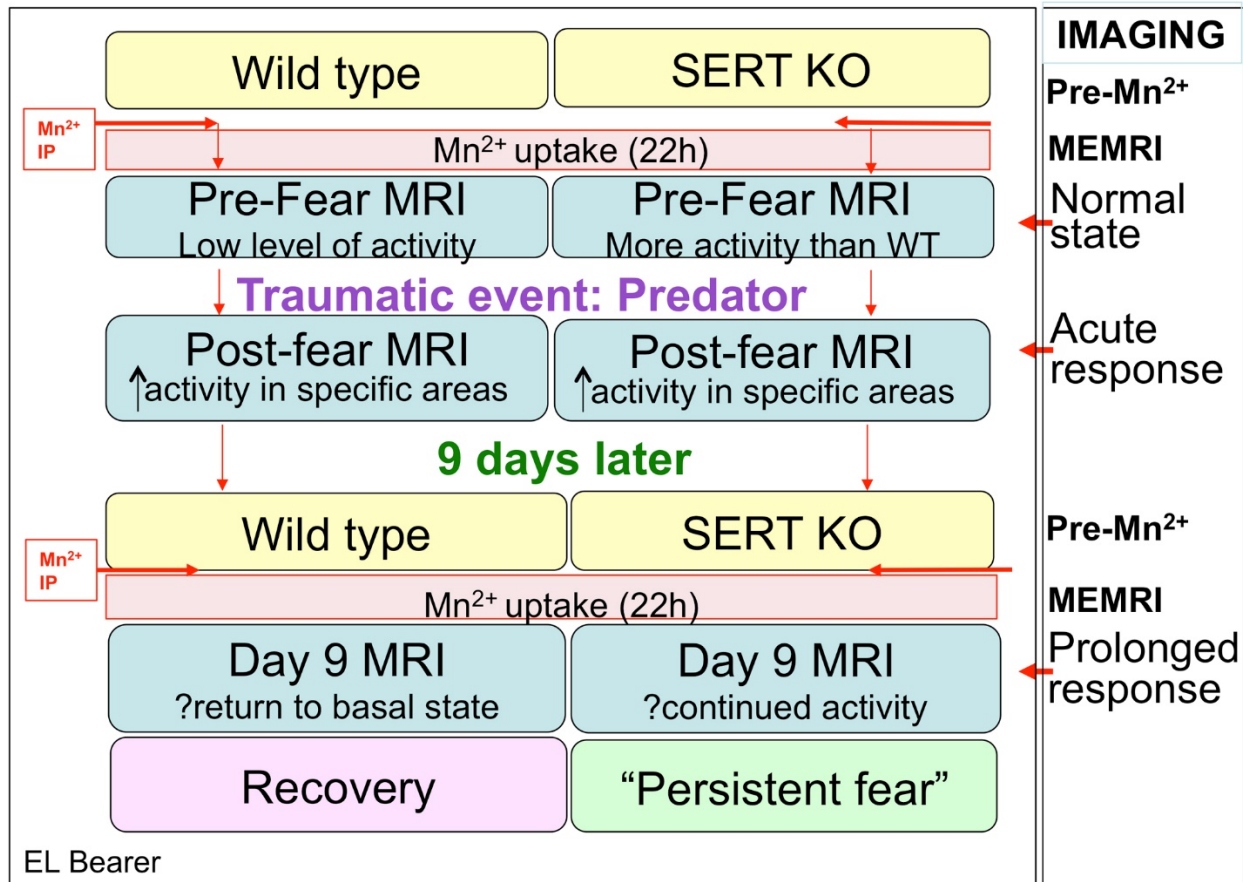 IMAGING
Wild type
SERT KO
Pre-Mn²⁺
Mn²⁺
IP
Mn²⁺ uptake (22h)
MEMRI
Pre-Fear MRI
Low level of activity
Pre-Fear MRI
More activity than WT
Normal
state
Traumatic event: Predator
Post-fear MRI
↑activity in specific areas
Post-fear MRI
↑activity in specific areas
Acute
response
9 days later
Wild type
SERT KO
Pre-Mn²⁺
Mn²⁺
IP
Mn²⁺ uptake (22h)
MEMRI
Day 9 MRI
?return to basal state
Day 9 MRI
?continued activity
Prolonged
response
Recovery
“Persistent fear”
EL Bearer